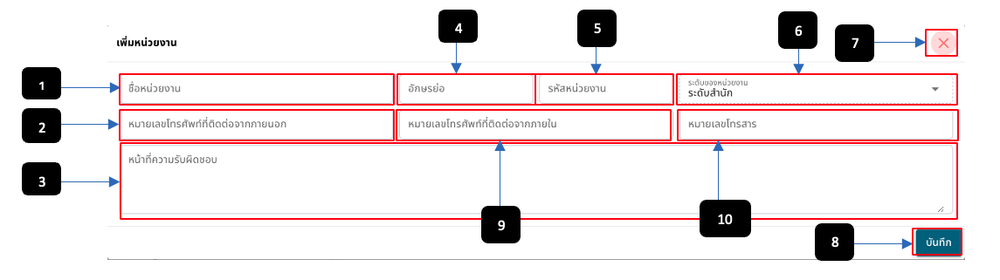 4
5
6
7
เพิ่มหน่วยงาน
1
ชื่อหน่วยงาน
อักษรย่อ
รหัสหน่วยงาน
ระดับของหน่วยงาน
ระดับสำนัก
2
หมายเลขโทรศัพท์ที่ติดต่อจากภายนอก
หมายเลขโทรศัพท์ที่ติดต่อจากภายใน
หมายเลขโทรสาร
3
หน้าที่ความรับผิดชอบ
9
10
8
บันทึก